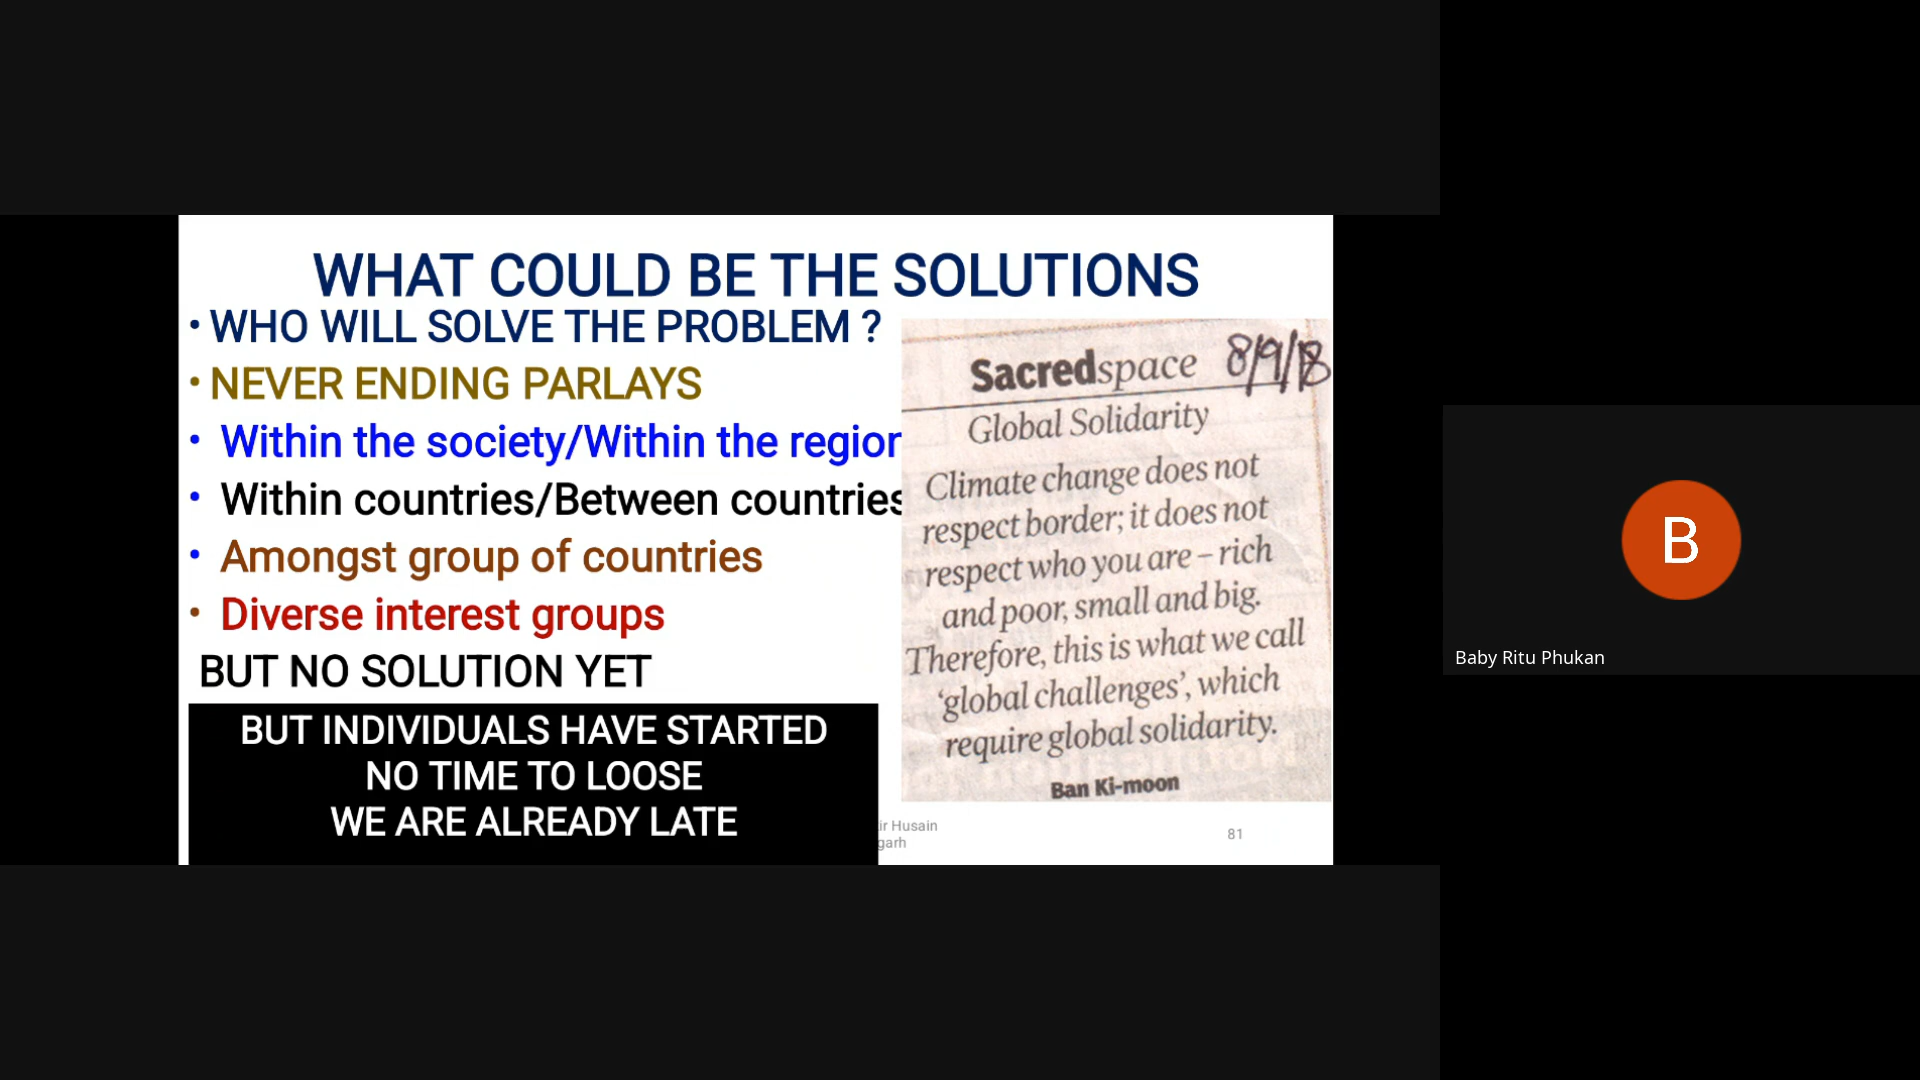 WHAT COULD BE THE SOLUTIONS
• WHO WILL SOLVE THE PROBLEM ?
• NEVER ENDING PARLAYS
• Within the society/Within the region
• Within countries/Between countries
• Amongst group of countries
• Diverse interest groups
BUT NO SOLUTION YET
BUT INDIVIDUALS HAVE STARTED
NO TIME TO LOOSE
WE ARE ALREADY LATE
Sacredspace 8/9/18
Global Solidarity
Climate change does not
respect border; it does not
respect who you are – rich
and poor, small and big.
Therefore, this is what we call
'global challenges', which
require global solidarity.
Ban Ki-moon
ir Husain
garh
81
B
Baby Ritu Phukan